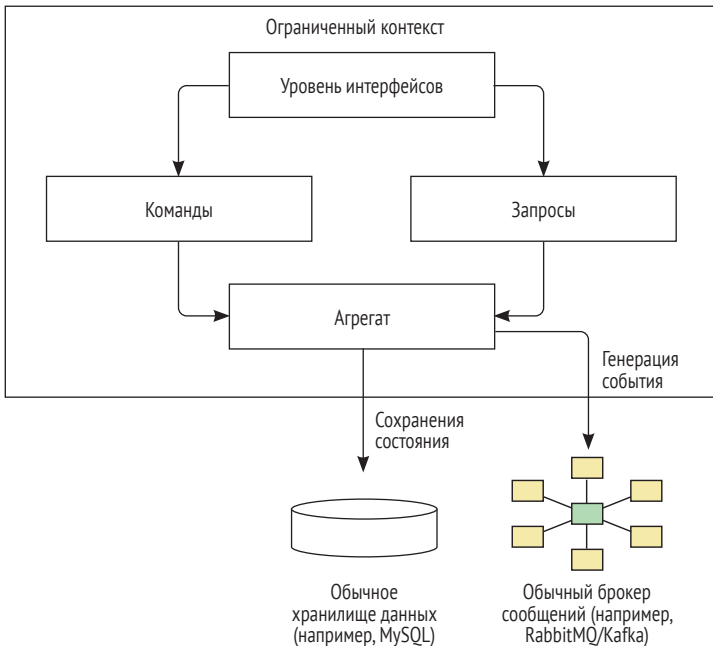 Ограниченный контекст
Уровень интерфейсов
Команды
Запросы
Агрегат
Генерация
события
Сохранения
состояния
Обычное
хранилище данных
(например, MySQL)
Обычный брокер
сообщений (например,
RabbitMQ/Kafka)